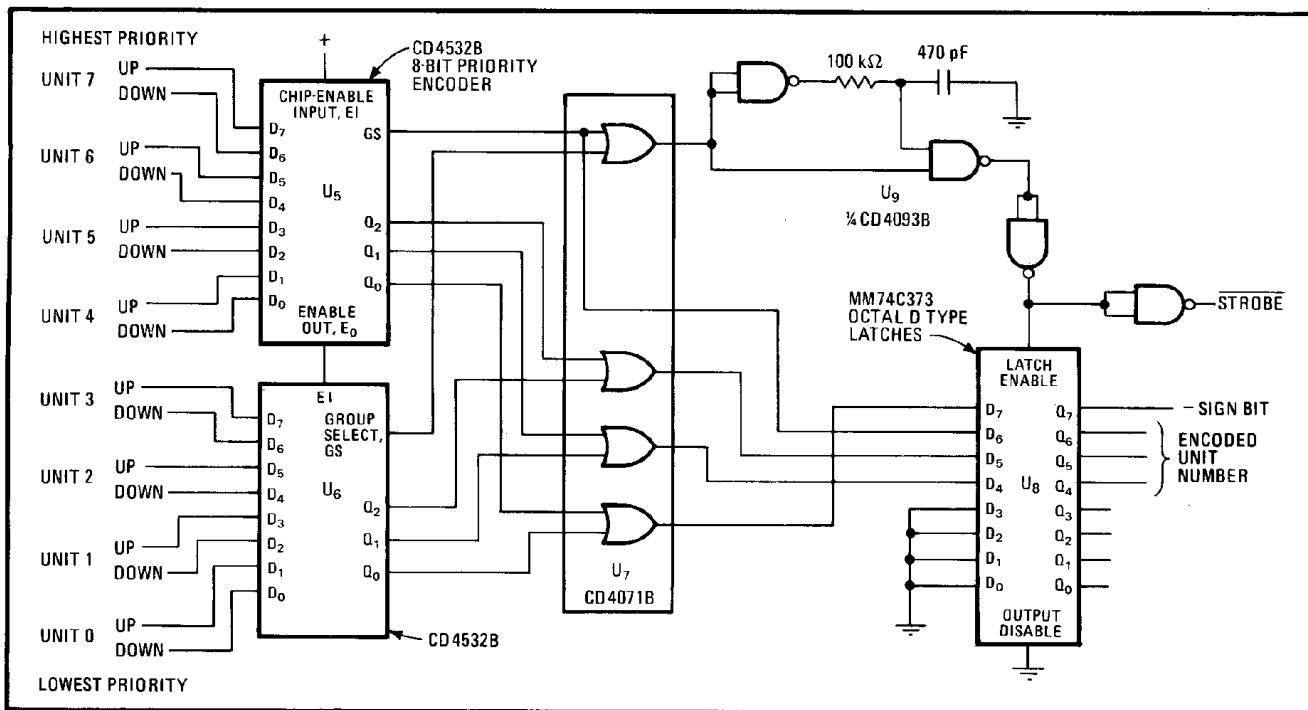 HIGHEST PRIORITY
UNIT 7 UP
DOWN
UNIT 6 UP
DOWN
UNIT 5 UP
DOWN
UNIT 4 UP
DOWN
UNIT 3 UP
DOWN
UNIT 2 UP
DOWN
UNIT 1 UP
DOWN
UNIT 0 UP
DOWN
LOWEST PRIORITY
+
CD4532B
8-BIT PRIORITY
ENCODER
CHIP-ENABLE
INPUT, EI
D7
D6
D5
D4
D3
D2
D1
D0
U5
GS
Q2
Q1
Q0
ENABLE
OUT, E0
EI
D7
D6
D5
D4
D3
D2
D1
D0
GROUP
SELECT,
GS
U6
Q2
Q1
Q0
CD4532B
U7
CD4071B
100 kΩ
470 pF
U9
¼ CD4093B
STROBE
MM74C373
OCTAL D TYPE
LATCHES
LATCH
ENABLE
D7
D6
D5
D4
D3
D2
D1
D0
U8
Q7
Q6
Q5
Q4
Q3
Q2
Q1
Q0
OUTPUT
DISABLE
– SIGN BIT
ENCODED
UNIT
NUMBER